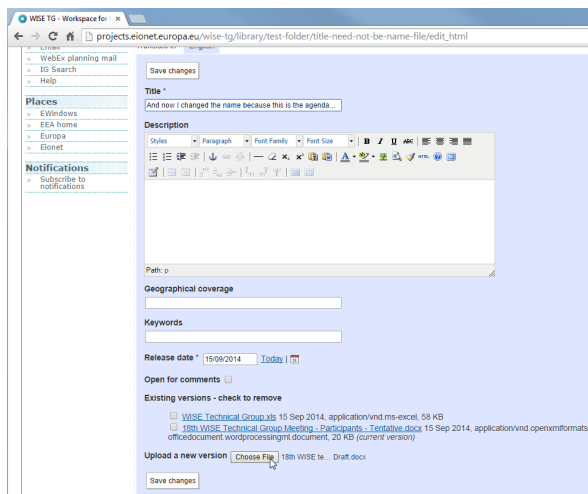 WISE TG - Workspace for
projects.eionet.europa.eu/wise-tg/library/test-folder/title-need-not-be-name-file/edit_html
» Email
English
» WebEx planning mail
» IG Search
» Help
Save changes
Title *
And now I changed the name because this is the agenda...
Places
» EWindows
» EEA home
» Europa
» Eionet
Description
Styles Paragraph Font Family Font Size B I U ABC
HTML
Notifications
» Subscribe to
notifications
Path: p
Geographical coverage
Keywords
Release date * 15/09/2014 Today |
Open for comments
Existing versions - check to remove
WISE Technical Group.xls 15 Sep 2014, application/vnd.ms-excel, 58 KB
18th WISE Technical Group Meeting - Participants - Tentative.docx 15 Sep 2014, application/vnd.openxmlformats
officedocument.wordprocessingml.document, 20 KB (current version)
Upload a new version Choose File 18th WISE te... Draft.docx
Save changes